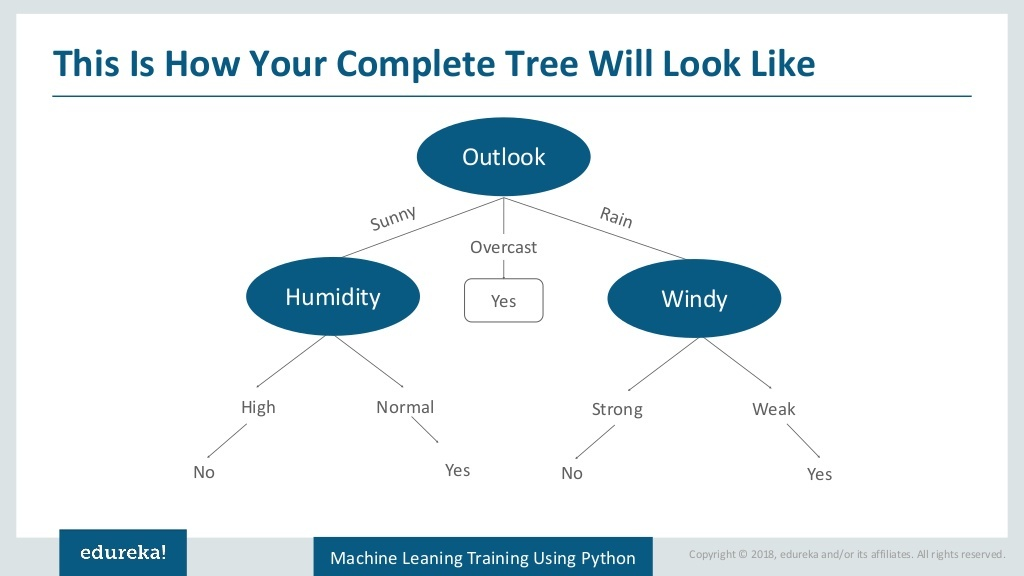 This Is How Your Complete Tree Will Look Like
Outlook
Sunny
Rain
Overcast
Humidity
Yes
Windy
High
Normal
Strong
Weak
No
Yes
No
Yes
edureka!
Machine Leaning Training Using Python
Copyright © 2018, edureka and/or its affiliates. All rights reserved.